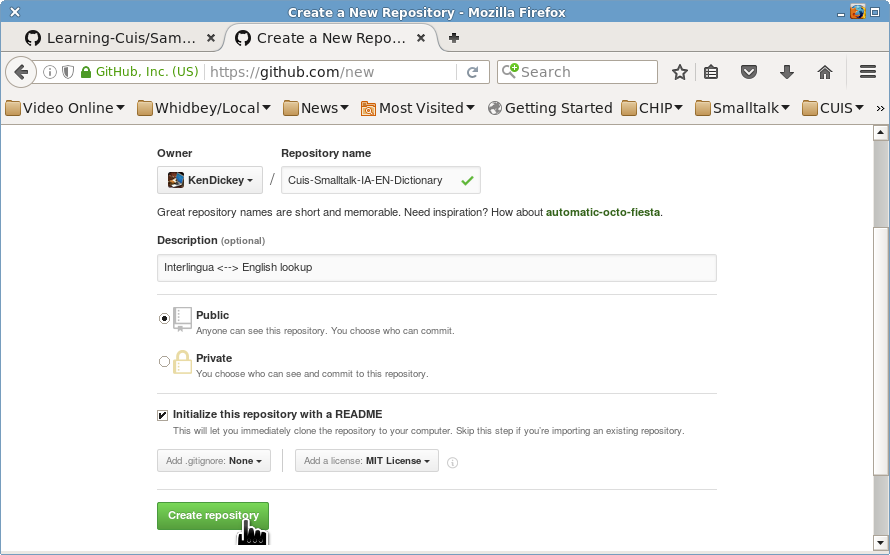 Create a New Repository - Mozilla Firefox
Learning-Cuis/Sam... Create a New Repo...
GitHub, Inc. (US) https://github.com/new Search
Video Online Whidbey/Local News Most Visited Getting Started CHIP Smalltalk CUIS »
Owner Repository name
KenDickey / Cuis-Smalltalk-IA-EN-Dictionary
Great repository names are short and memorable. Need inspiration? How about automatic-octo-fiesta.
Description (optional)
Interlingua <--> English lookup
Public
Anyone can see this repository. You choose who can commit.
Private
You choose who can see and commit to this repository.
Initialize this repository with a README
This will let you immediately clone the repository to your computer. Skip this step if you're importing an existing repository.
Add .gitignore: None Add a license: MIT License
Create repository